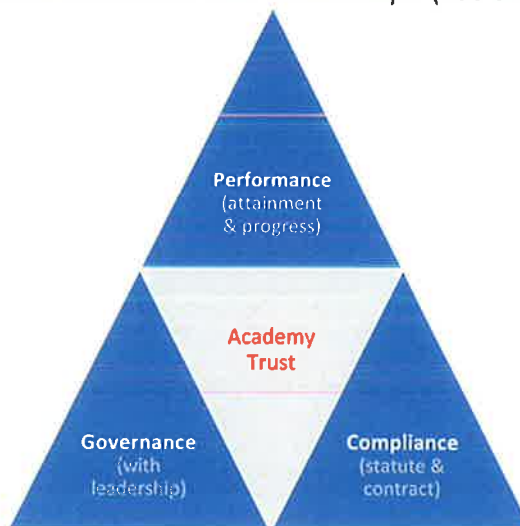 Performance
(attainment
& progress)
Academy
Trust
Governance
(with
leadership)
Compliance
(statute &
contract)